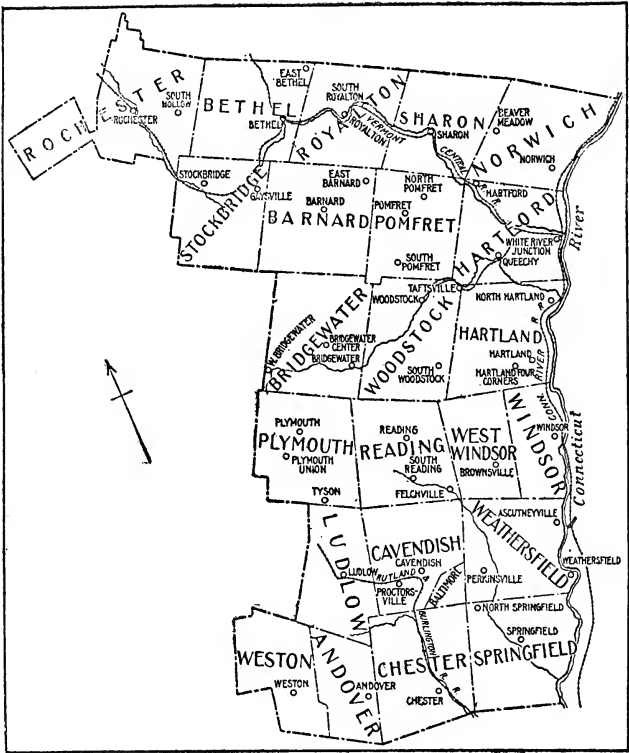 ROCHESTER
SOUTH
HOLLOW
ROCHESTER
BETHEL
EAST
BETHEL
BETHEL
ROYALTON
SOUTH
ROYALTON
ROYALTON
VERMONT
CENTRAL
R. R.
SHARON
SHARON
BEAVER
MEADOW
NORWICH
NORWICH
STOCKBRIDGE
STOCKBRIDGE
GAYSVILLE
BARNARD
EAST
BARNARD
BARNARD
POMFRET
NORTH
POMFRET
POMFRET
SOUTH
POMFRET
HARTFORD
HARTFORD
WHITE RIVER
JUNCTION
QUEECHY
River
BRIDGEWATER
W. BRIDGEWATER
BRIDGEWATER
CENTER
BRIDGEWATER
WOODSTOCK
TAFTSVILLE
WOODSTOCK
SOUTH
WOODSTOCK
HARTLAND
NORTH HARTLAND
HARTLAND
HARTLAND FOUR
CORNERS
CONN. RIVER R. R.
PLYMOUTH
PLYMOUTH
PLYMOUTH
UNION
TYSON
READING
READING
SOUTH
READING
FELCHVILLE
WEST
WINDSOR
BROWNSVILLE
WINDSOR
WINDSOR
Connecticut
LUDLOW
LUDLOW
RUTLAND &
BURLINGTON
R. R.
CAVENDISH
CAVENDISH
PROCTORS-
VILLE
BALTIMORE
WEATHERSFIELD
ASCUTNEYVILLE
WEATHERSFIELD
PERKINSVILLE
WESTON
WESTON
ANDOVER
ANDOVER
CHESTER
CHESTER
SPRINGFIELD
NORTH SPRINGFIELD
SPRINGFIELD